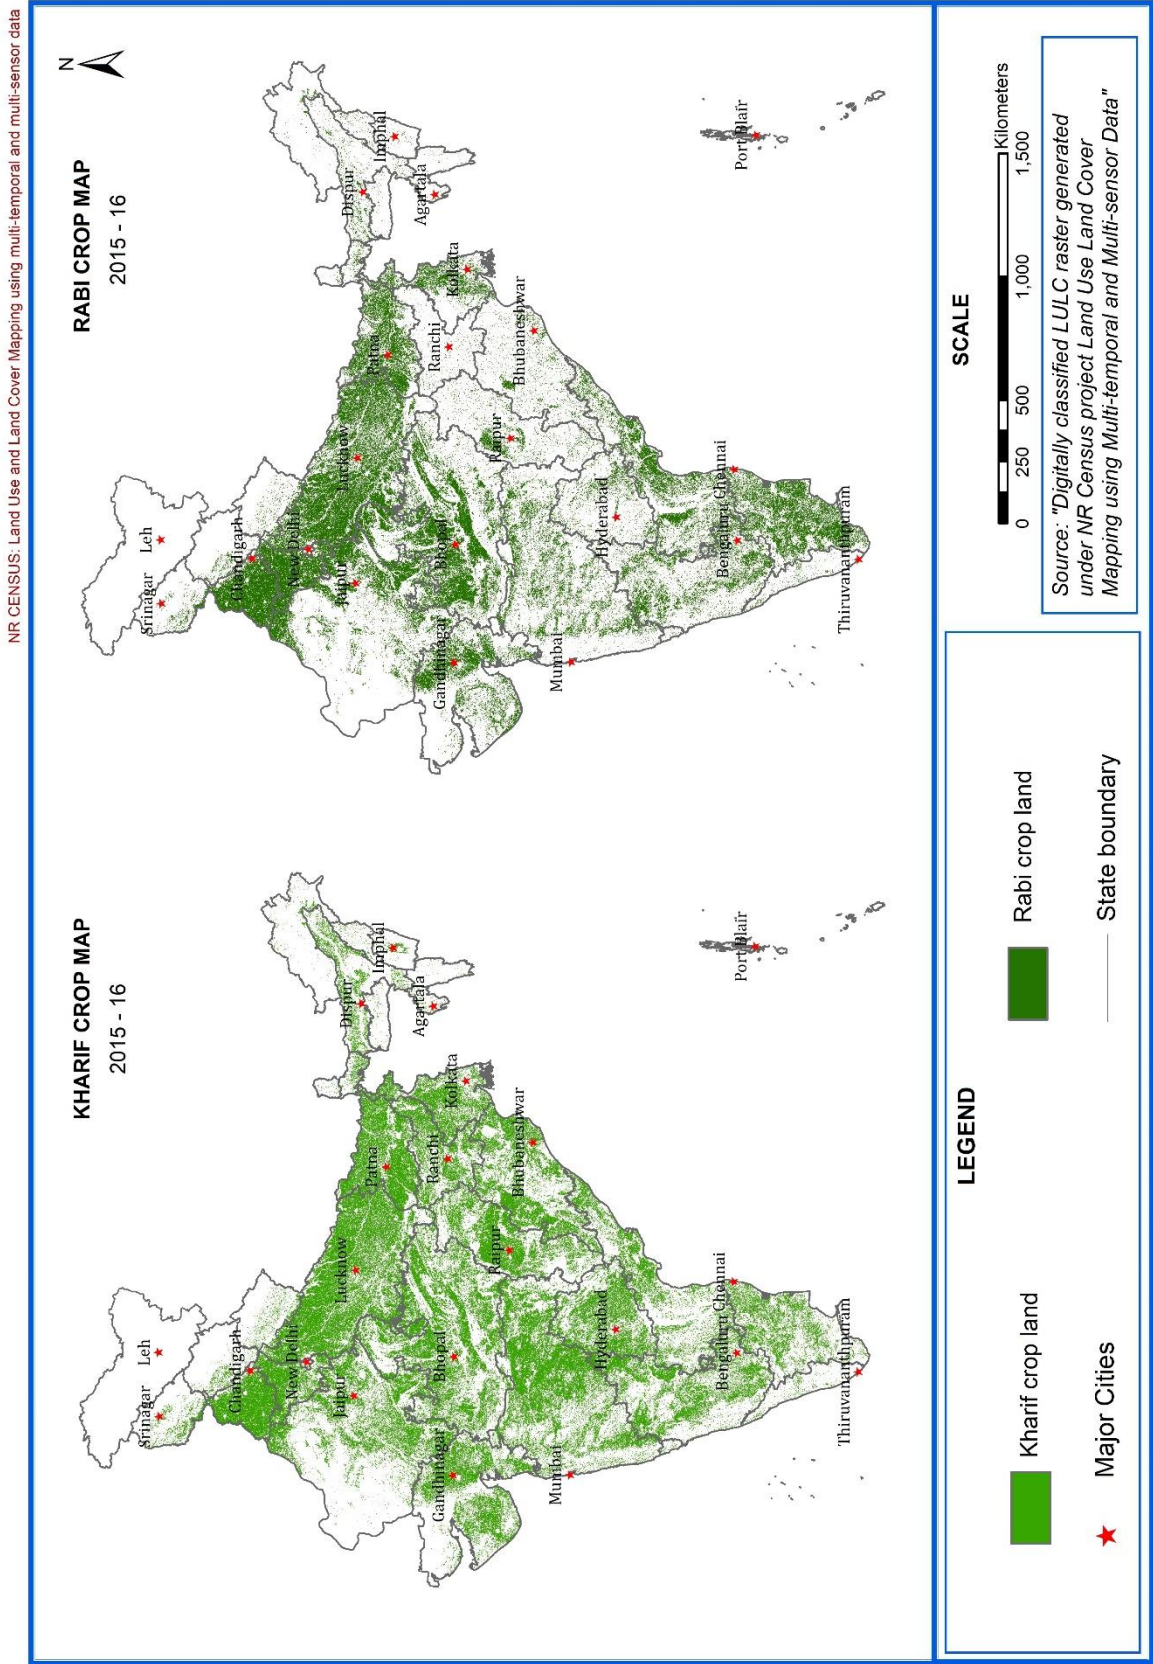 NR CENSUS: Land Use and Land Cover Mapping using multi-temporal and multi-sensor data
KHARIF CROP MAP
2015 - 16
Srinagar
Leh
Chandigarh
New Delhi
Jaipur
Lucknow
Patna
Dispur
Imphal
Agartala
Gandhinagar
Bhopal
Ranchi
Kolkata
Raipur
Bhubaneshwar
Mumbai
Hyderabad
Bengaluru
Chennai
Port Blair
Thiruvananthpuram
RABI CROP MAP
2015 - 16
N
Srinagar
Leh
Chandigarh
New Delhi
Jaipur
Lucknow
Patna
Dispur
Imphal
Agartala
Gandhinagar
Bhopal
Ranchi
Kolkata
Raipur
Bhubaneshwar
Mumbai
Hyderabad
Bengaluru
Chennai
Port Blair
Thiruvananthpuram
LEGEND
Kharif crop land
Rabi crop land
Major Cities
State boundary
SCALE
0 250 500 1,000 1,500
Kilometers
Source: "Digitally classified LULC raster generated
under NR Census project Land Use Land Cover
Mapping using Multi-temporal and Multi-sensor Data"